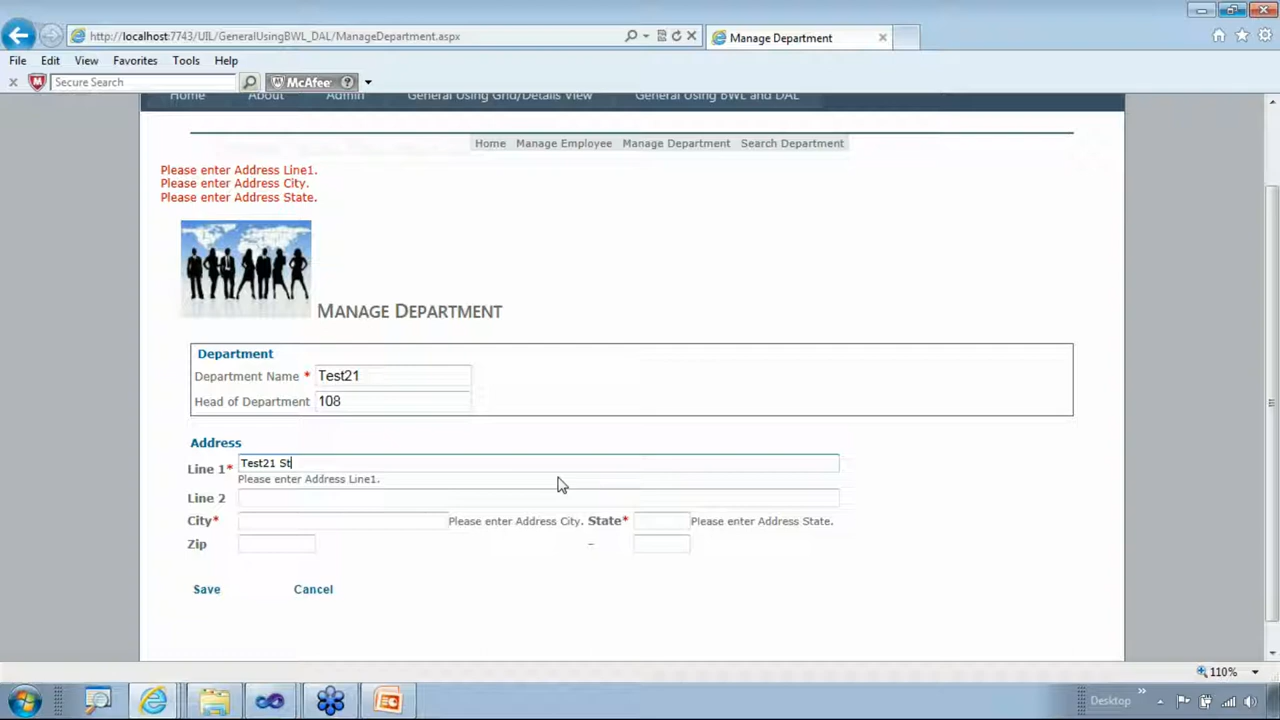 http://localhost:7743/UIL/GeneralUsingBWL_DAL/ManageDepartment.aspx
Manage Department
File Edit View Favorites Tools Help
Secure Search McAfee
Home About Admin General Using Grid/Details View General Using BWL and DAL
Home Manage Employee Manage Department Search Department
Please enter Address Line1.
Please enter Address City.
Please enter Address State.
MANAGE DEPARTMENT
Department
Department Name * Test21
Head of Department 108
Address
Line 1* Test21 St
Please enter Address Line1.
Line 2
City* Please enter Address City. State* Please enter Address State.
Zip –
Save Cancel
110%
Desktop